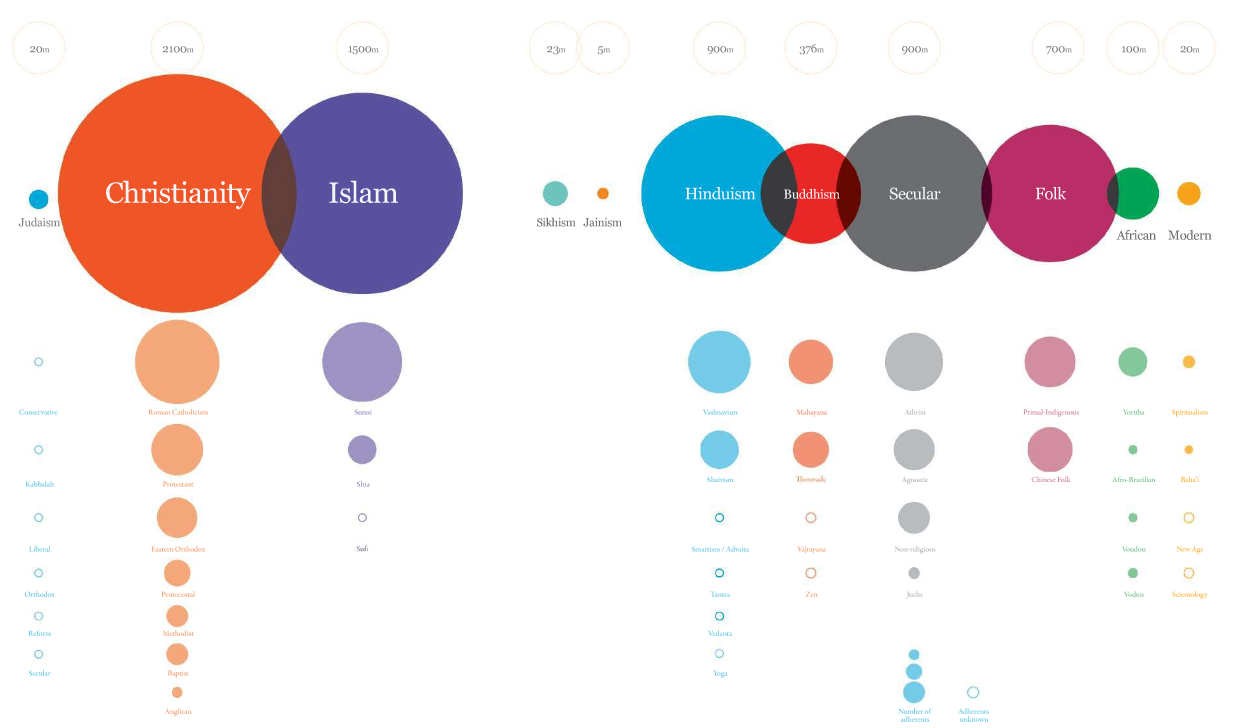 20m 2100m 1500m 23m 5m 900m 376m 900m 700m 100m 20m
Christianity Islam Hinduism Buddhism Secular Folk
Judaism Sikhism Jainism African Modern
Conservative Roman Catholicism Sunni Vashnavism Mahayana Atheist Primal-Indigenous Yoruba Spiritualism
Kabbalah Protestant Shia Shaivism Theravada Agnostic Chinese Folk Afro-Brazilian Baha'i
Liberal Eastern Orthodox Sufi Smartism / Advaita Vajrayana Non-religious Voudou New Age
Orthodox Pentecostal Tantra Zen Juche Vodun Scientology
Reform Methodist Vedanta
Secular Baptist Yoga
Anglican Number of Adherents
adherents unknown